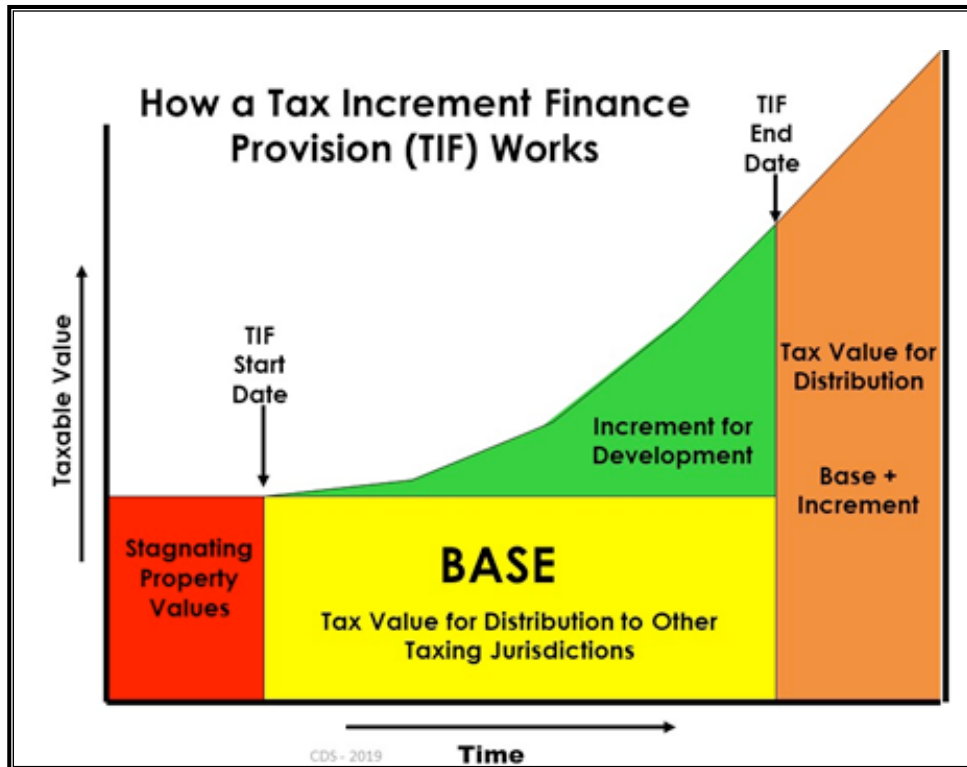 How a Tax Increment Finance
Provision (TIF) Works
TIF
End
Date
TIF
Start
Date
Taxable Value
Tax Value for
Distribution
Increment for
Development
Base +
Increment
Stagnating
Property
Values
BASE
Tax Value for Distribution to Other
Taxing Jurisdictions
CDS - 2019
Time